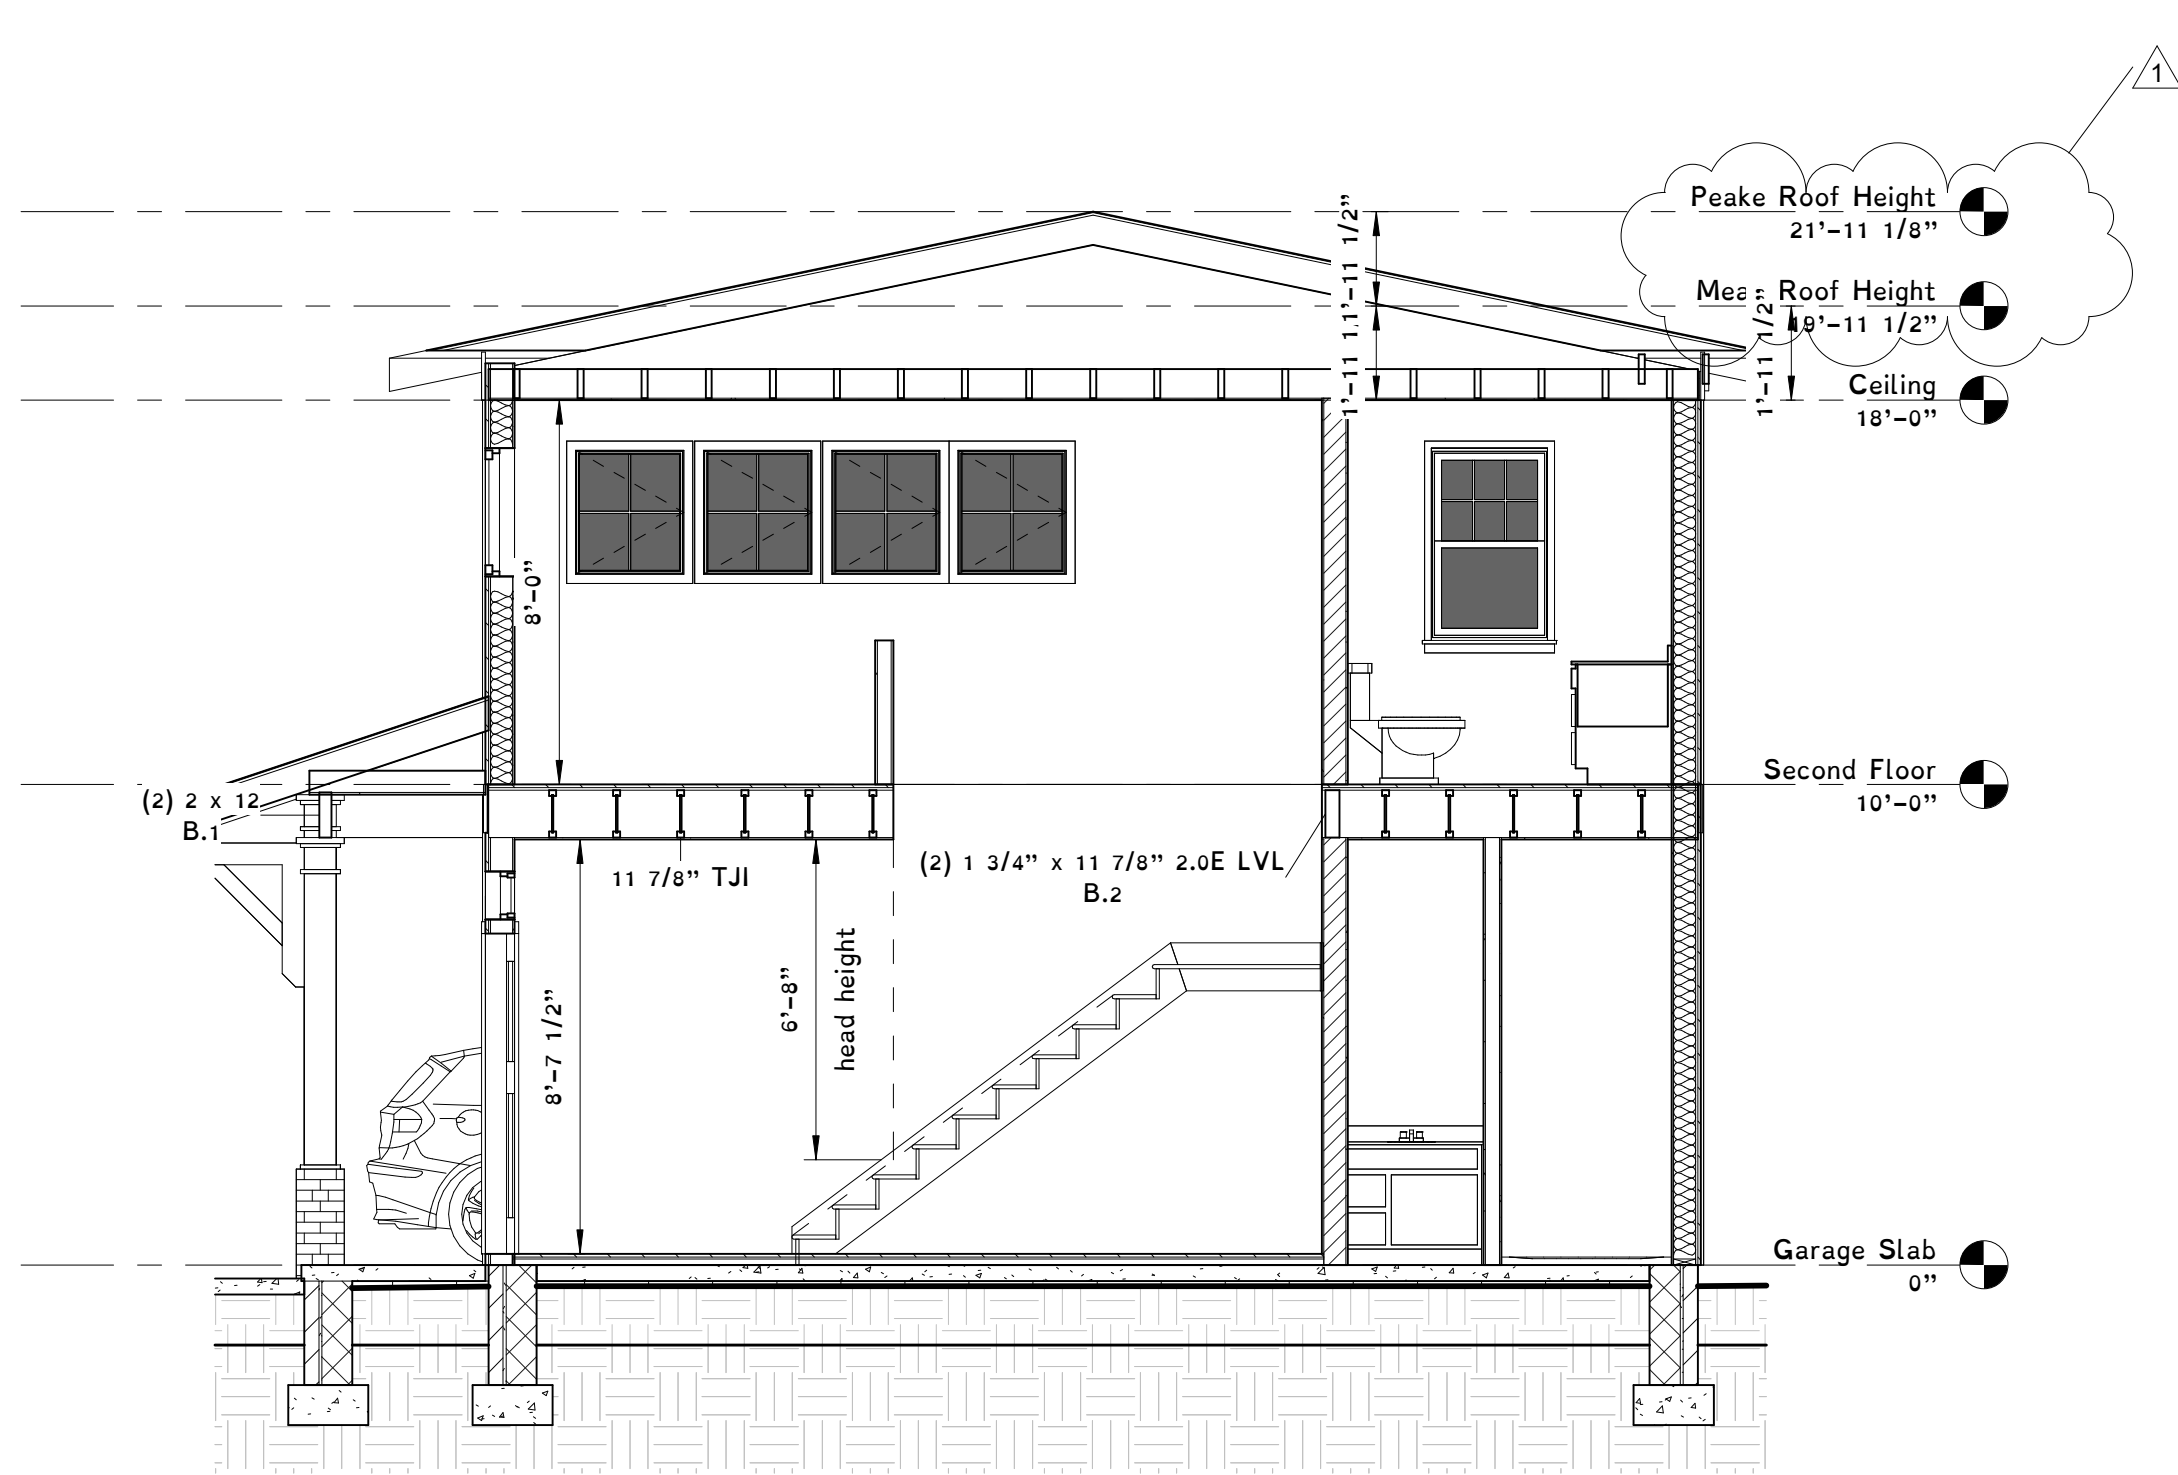 1
Peake Roof Height
21’-11 1/8”
Roof Height
19’-11 1/2”
1’-11 1/2”
1’-11
1’-11 1/2”
Ceiling
18’-0”
8’-0”
Second Floor
10’-0”
(2) 2 x 12
B.1
11 7/8” TJI
(2) 1 3/4” x 11 7/8” 2.0E LVL
B.2
8’-7 1/2”
6’-8”
head height
Garage Slab
0”